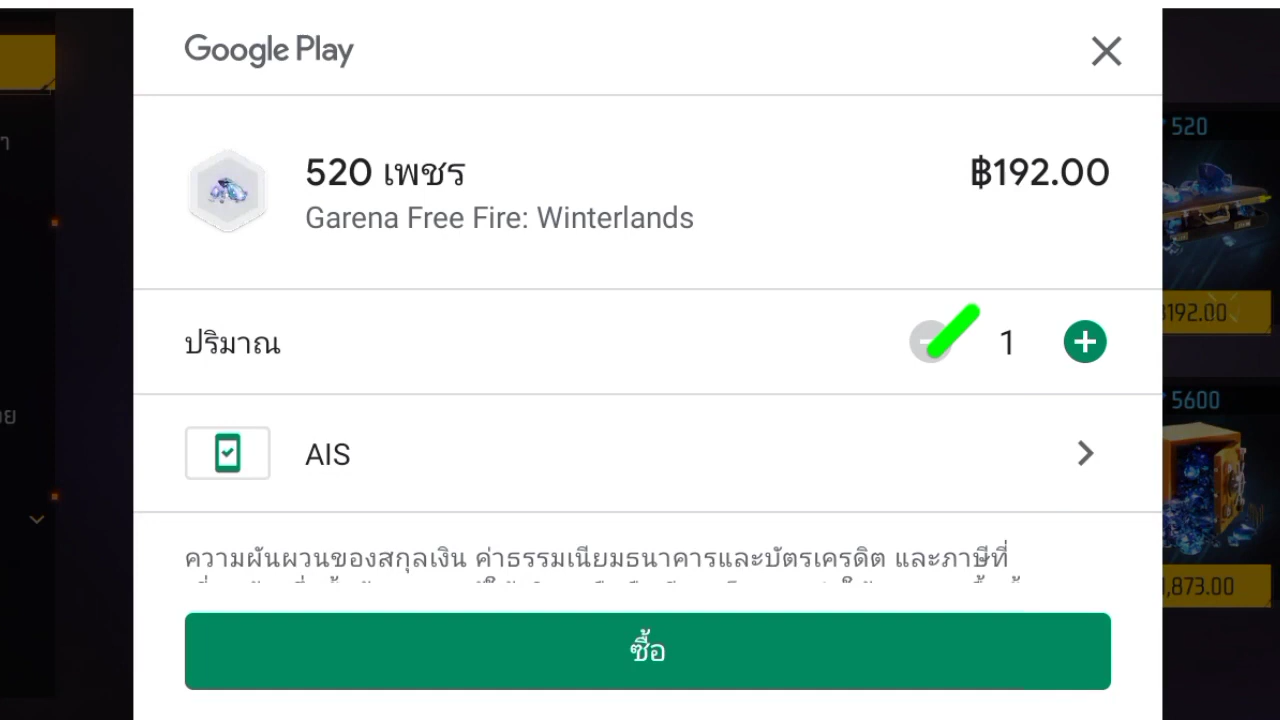 Google Play
520 เพชร
฿192.00
Garena Free Fire: Winterlands
ปริมาณ
1
AIS
ความผันผวนของสกุลเงิน ค่าธรรมเนียมธนาคารและบัตรเครดิต และภาษีที่
ซื้อ
520
192.00
5600
,873.00